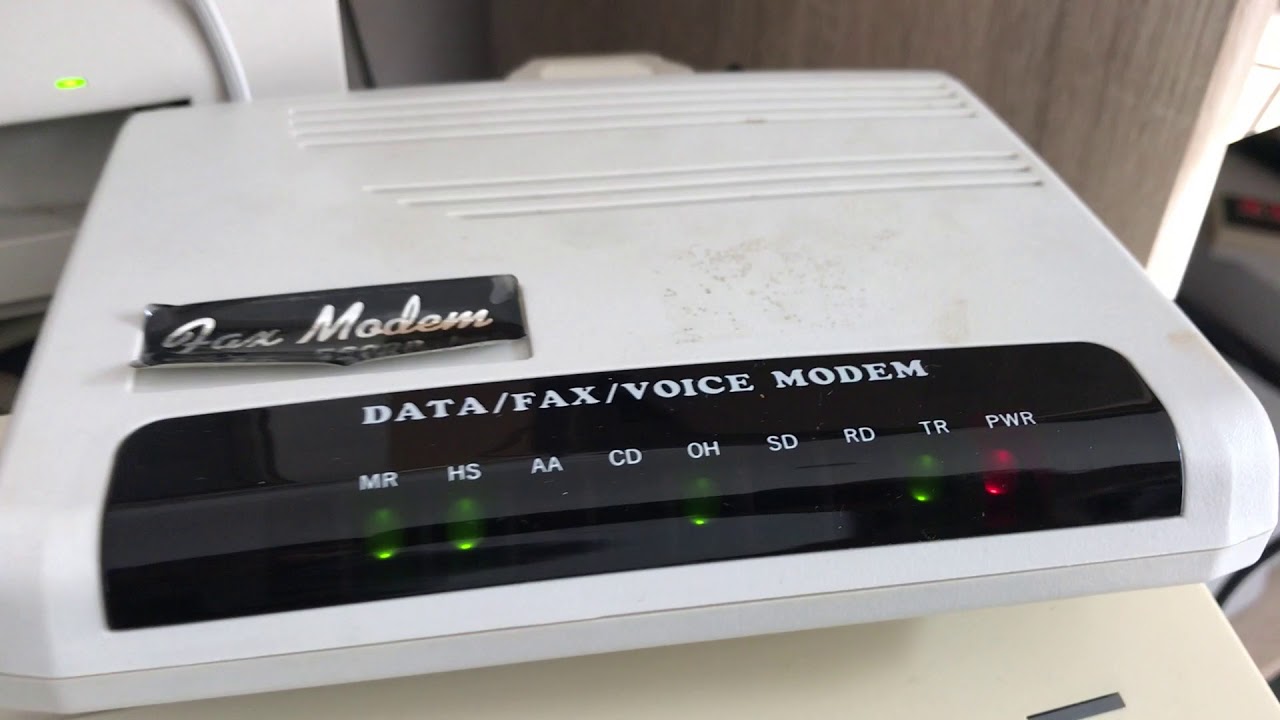 Fax Modem
DATA/FAX/VOICE MODEM
MR HS AA CD OH SD RD TR PWR